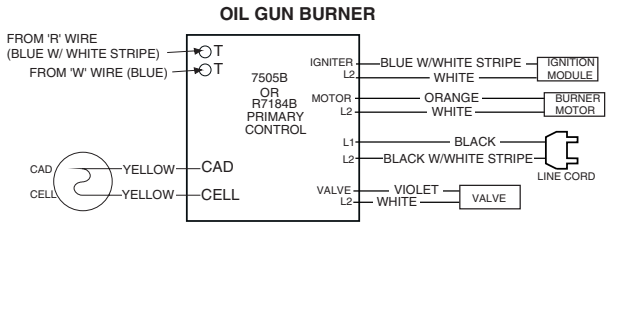 OIL GUN BURNER
FROM 'R' WIRE
(BLUE W/ WHITE STRIPE)
FROM 'W' WIRE (BLUE)
T
T
7505B
OR
R7184B
PRIMARY
CONTROL
IGNITER
L2
BLUE W/WHITE STRIPE
WHITE
IGNITION
MODULE
MOTOR
L2
ORANGE
WHITE
BURNER
MOTOR
L1
L2
BLACK
BLACK W/WHITE STRIPE
LINE CORD
CAD
CELL
YELLOW
YELLOW
CAD
CELL
VALVE
L2
VIOLET
WHITE
VALVE